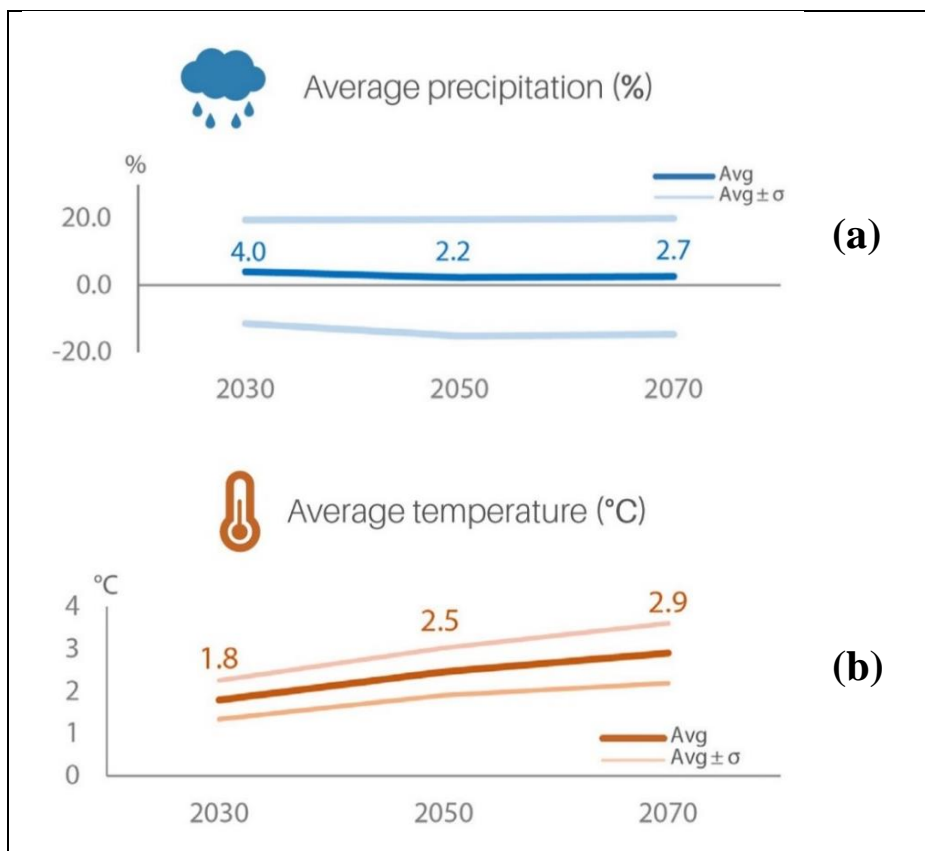 Average precipitation (%)
%
Avg
Avg ± σ
20.0
(a)
4.0
2.2
2.7
0.0
-20.0
2030
2050
2070
Average temperature (°C)
°C
4
2.9
2.5
3
1.8
(b)
2
1
Avg
Avg ± σ
0
2030
2050
2070